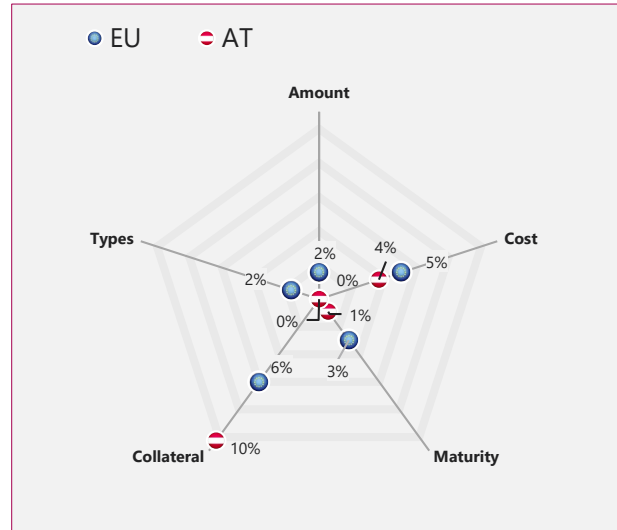 EU AT
Amount
2%
4%
Cost
5%
0%
Types
2%
0%
1%
3%
6%
10%
Collateral
Maturity